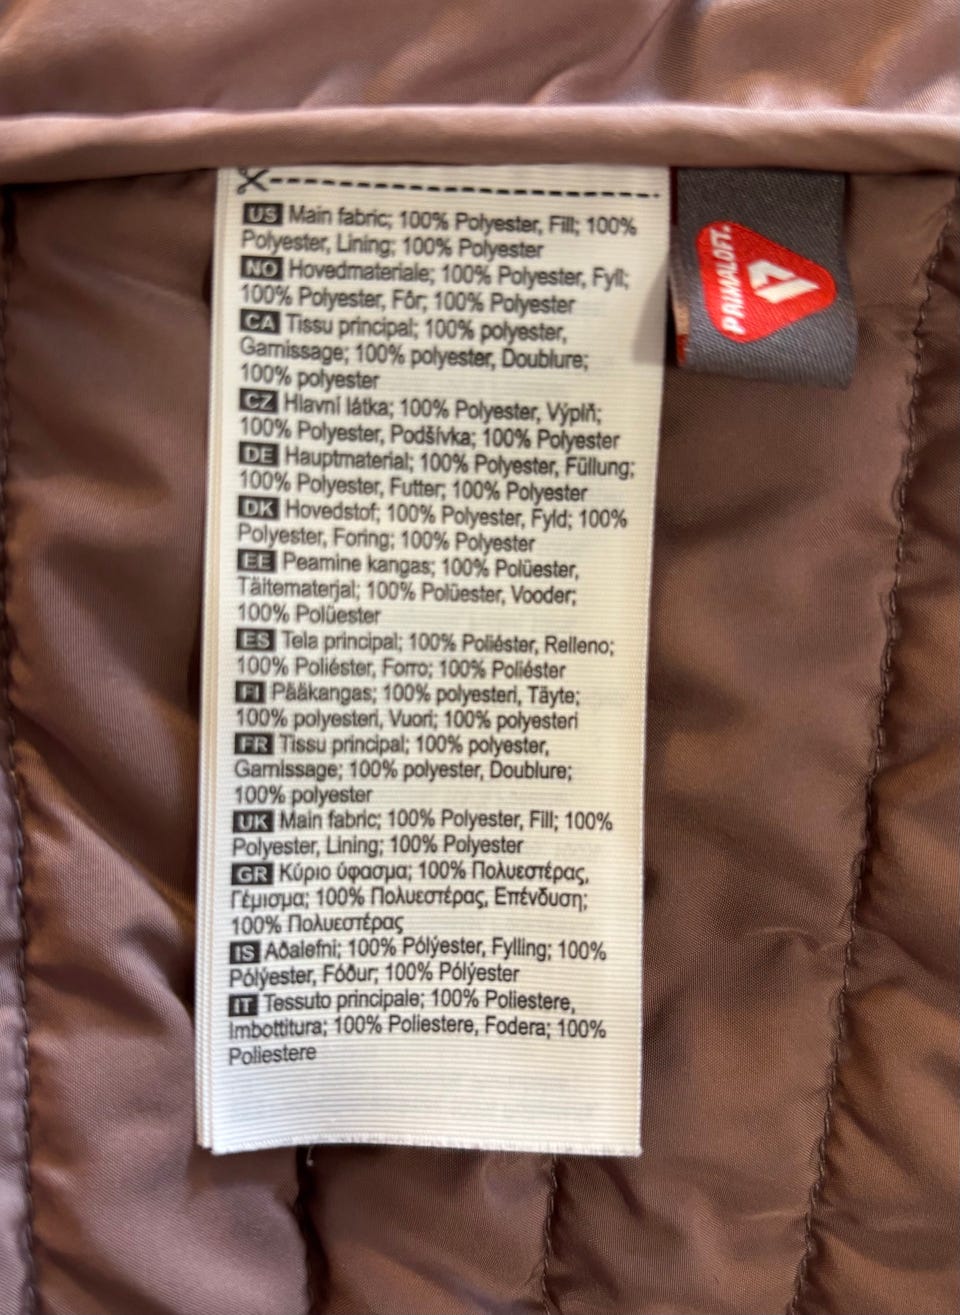 US Main fabric; 100% Polyester, Fill; 100%
Polyester, Lining; 100% Polyester
NO Hovedmateriale; 100% Polyester, Fyll;
100% Polyester, Fôr; 100% Polyester
CA Tissu principal; 100% polyester,
Garnissage; 100% polyester, Doublure;
100% polyester
CZ Hlavní látka; 100% Polyester, Výplň;
100% Polyester, Podšívka; 100% Polyester
DE Hauptmaterial; 100% Polyester, Füllung;
100% Polyester, Futter; 100% Polyester
DK Hovedstof; 100% Polyester, Fyld; 100%
Polyester, Foring; 100% Polyester
EE Peamine kangas; 100% Polüester,
Täitematerjal; 100% Polüester, Vooder;
100% Polüester
ES Tela principal; 100% Poliéster, Relleno;
100% Poliéster, Forro; 100% Poliéster
FI Pääkangas; 100% polyesteri, Täyte;
100% polyesteri, Vuori; 100% polyesteri
FR Tissu principal; 100% polyester,
Garnissage; 100% polyester, Doublure;
100% polyester
UK Main fabric; 100% Polyester, Fill; 100%
Polyester, Lining; 100% Polyester
GR Κύριο ύφασμα; 100% Πολυεστέρας,
Γέμισμα; 100% Πολυεστέρας, Επένδυση;
100% Πολυεστέρας
IS Aðalefni; 100% Pólýester, Fylling; 100%
Pólýester, Fóður; 100% Pólýester
IT Tessuto principale; 100% Poliestere,
Imbottitura; 100% Poliestere, Fodera; 100%
Poliestere
PRIMALOFT.